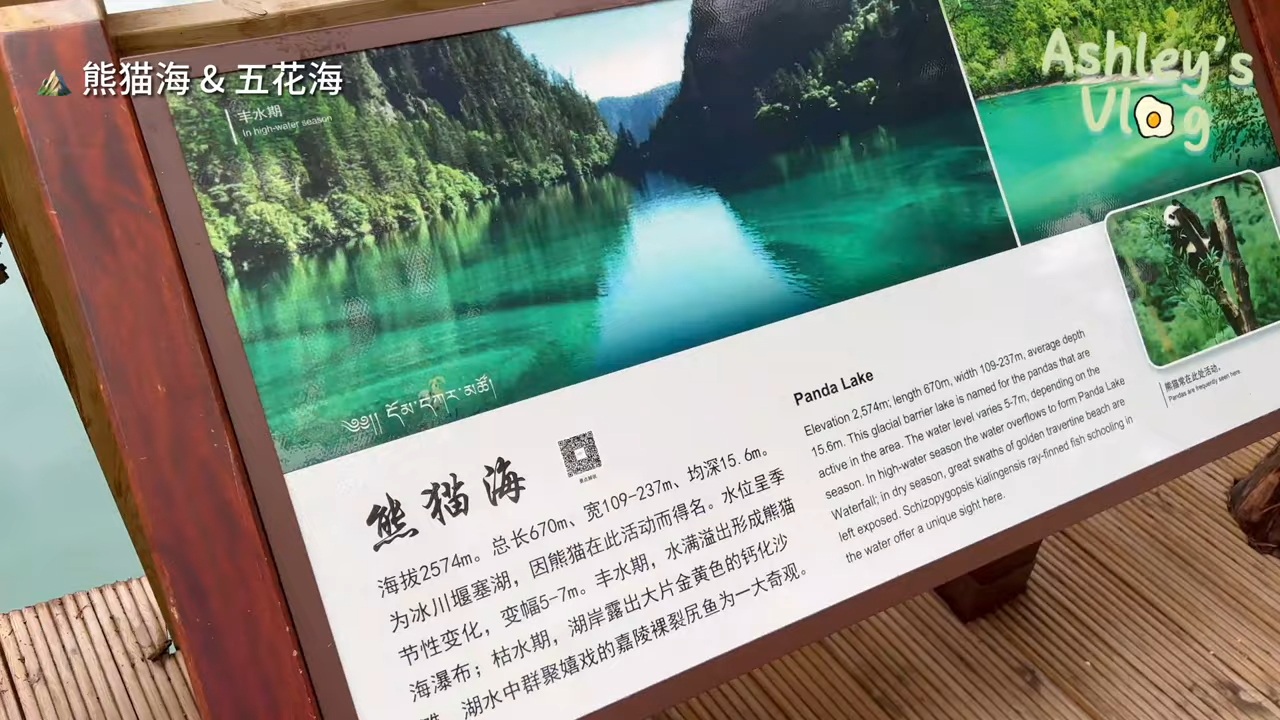 熊猫海 & 五花海
Ashley's
Vlog
丰水期
In high-water season
༄༅།། དོམ་དཀར་མཚོ།
熊猫海
海拔2574m。总长670m、宽109-237m、均深15.6m。
为冰川堰塞湖，因熊猫在此活动而得名。水位呈季
节性变化，变幅5-7m。丰水期，水满溢出形成熊猫
海瀑布；枯水期，湖岸露出大片金黄色的钙化沙
湖水中群聚嬉戏的嘉陵裸裂尻鱼为一大奇观。
Panda Lake
Elevation 2,574m; length 670m, width 109-237m, average depth
15.6m. This glacial barrier lake is named for the pandas that are
active in the area. The water level varies 5-7m, depending on the
season. In high-water season the water overflows to form Panda Lake
Waterfall; in dry season, great swaths of golden travertine beach are
left exposed. Schizopygopsis kialingensis ray-finned fish schooling in
the water offer a unique sight here.
熊猫常在此处活动。
Pandas are frequently seen here.